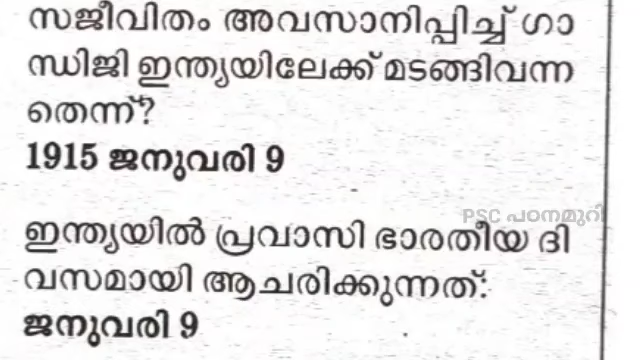 സജീവിതം അവസാനിപ്പിച്ച് ഗാ
ന്ധിജി ഇന്ത്യയിലേക്ക് മടങ്ങിവന്ന
തെന്ന്?
1915 ജനുവരി 9
PSC പഠനമുറി
ഇന്ത്യയിൽ പ്രവാസി ഭാരതീയ ദി
വസമായി ആചരിക്കുന്നത്:
ജനുവരി 9